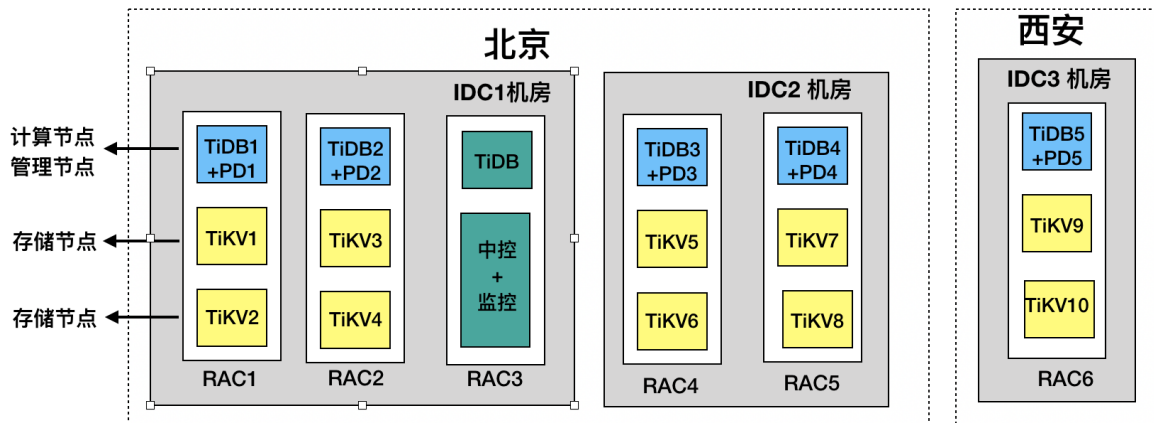 北京
西安
IDC1机房
IDC2 机房
IDC3 机房
计算节点
管理节点
存储节点
存储节点
TiDB1
+PD1
TiKV1
TiKV2
RAC1
TiDB2
+PD2
TiKV3
TiKV4
RAC2
TiDB
中控
+
监控
RAC3
TiDB3
+PD3
TiKV5
TiKV6
RAC4
TiDB4
+PD4
TiKV7
TiKV8
RAC5
TiDB5
+PD5
TiKV9
TiKV10
RAC6